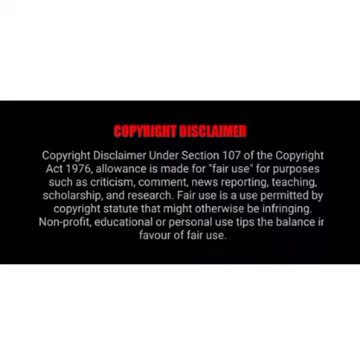 COPYRIGHT DISCLAIMER
Copyright Disclaimer Under Section 107 of the Copyright
Act 1976, allowance is made for "fair use" for purposes
such as criticism, comment, news reporting, teaching,
scholarship, and research. Fair use is a use permitted by
copyright statute that might otherwise be infringing.
Non-profit, educational or personal use tips the balance in
favour of fair use.